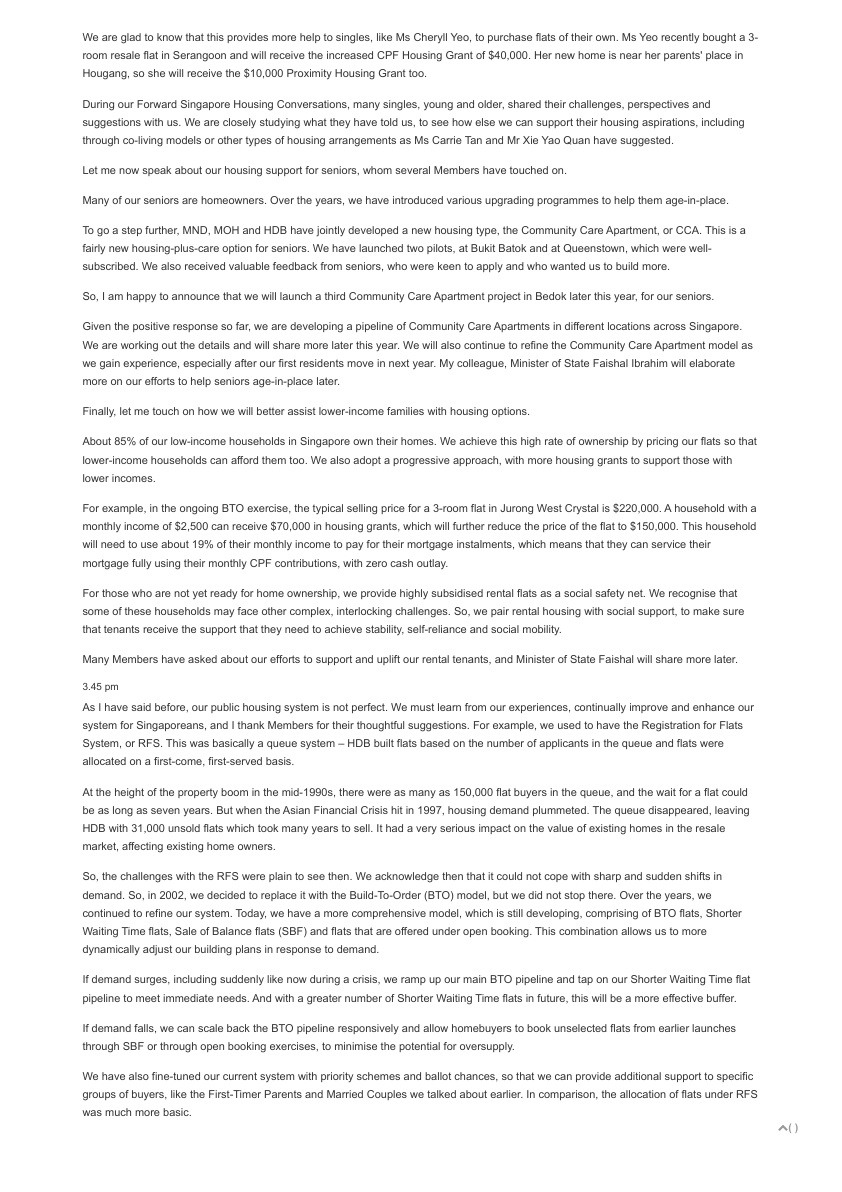 We are glad to know that this provides more help to singles, like Ms Cheryll Yeo, to purchase flats of their own. Ms Yeo recently bought a 3-
room resale flat in Serangoon and will receive the increased CPF Housing Grant of $40,000. Her new home is near her parents' place in
Hougang, so she will receive the $10,000 Proximity Housing Grant too.
During our Forward Singapore Housing Conversations, many singles, young and older, shared their challenges, perspectives and
suggestions with us. We are closely studying what they have told us, to see how else we can support their housing aspirations, including
through co-living models or other types of housing arrangements as Ms Carrie Tan and Mr Xie Yao Quan have suggested.
Let me now speak about our housing support for seniors, whom several Members have touched on.
Many of our seniors are homeowners. Over the years, we have introduced various upgrading programmes to help them age-in-place.
To go a step further, MND, MOH and HDB have jointly developed a new housing type, the Community Care Apartment, or CCA. This is a
fairly new housing-plus-care option for seniors. We have launched two pilots, at Bukit Batok and at Queenstown, which were well-
subscribed. We also received valuable feedback from seniors, who were keen to apply and who wanted us to build more.
So, I am happy to announce that we will launch a third Community Care Apartment project in Bedok later this year, for our seniors.
Given the positive response so far, we are developing a pipeline of Community Care Apartments in different locations across Singapore.
We are working out the details and will share more later this year. We will also continue to refine the Community Care Apartment model as
we gain experience, especially after our first residents move in next year. My colleague, Minister of State Faishal Ibrahim will elaborate
more on our efforts to help seniors age-in-place later.
Finally, let me touch on how we will better assist lower-income families with housing options.
About 85% of our low-income households in Singapore own their homes. We achieve this high rate of ownership by pricing our flats so that
lower-income households can afford them too. We also adopt a progressive approach, with more housing grants to support those with
lower incomes.
For example, in the ongoing BTO exercise, the typical selling price for a 3-room flat in Jurong West Crystal is $220,000. A household with a
monthly income of $2,500 can receive $70,000 in housing grants, which will further reduce the price of the flat to $150,000. This household
will need to use about 19% of their monthly income to pay for their mortgage instalments, which means that they can service their
mortgage fully using their monthly CPF contributions, with zero cash outlay.
For those who are not yet ready for home ownership, we provide highly subsidised rental flats as a social safety net. We recognise that
some of these households may face other complex, interlocking challenges. So, we pair rental housing with social support, to make sure
that tenants receive the support that they need to achieve stability, self-reliance and social mobility.
Many Members have asked about our efforts to support and uplift our rental tenants, and Minister of State Faishal will share more later.
3.45 pm
As I have said before, our public housing system is not perfect. We must learn from our experiences, continually improve and enhance our
system for Singaporeans, and I thank Members for their thoughtful suggestions. For example, we used to have the Registration for Flats
System, or RFS. This was basically a queue system – HDB built flats based on the number of applicants in the queue and flats were
allocated on a first-come, first-served basis.
At the height of the property boom in the mid-1990s, there were as many as 150,000 flat buyers in the queue, and the wait for a flat could
be as long as seven years. But when the Asian Financial Crisis hit in 1997, housing demand plummeted. The queue disappeared, leaving
HDB with 31,000 unsold flats which took many years to sell. It had a very serious impact on the value of existing homes in the resale
market, affecting existing home owners.
So, the challenges with the RFS were plain to see then. We acknowledge then that it could not cope with sharp and sudden shifts in
demand. So, in 2002, we decided to replace it with the Build-To-Order (BTO) model, but we did not stop there. Over the years, we
continued to refine our system. Today, we have a more comprehensive model, which is still developing, comprising of BTO flats, Shorter
Waiting Time flats, Sale of Balance flats (SBF) and flats that are offered under open booking. This combination allows us to more
dynamically adjust our building plans in response to demand.
If demand surges, including suddenly like now during a crisis, we ramp up our main BTO pipeline and tap on our Shorter Waiting Time flat
pipeline to meet immediate needs. And with a greater number of Shorter Waiting Time flats in future, this will be a more effective buffer.
If demand falls, we can scale back the BTO pipeline responsively and allow homebuyers to book unselected flats from earlier launches
through SBF or through open booking exercises, to minimise the potential for oversupply.
We have also fine-tuned our current system with priority schemes and ballot chances, so that we can provide additional support to specific
groups of buyers, like the First-Timer Parents and Married Couples we talked about earlier. In comparison, the allocation of flats under RFS
was much more basic.
( )